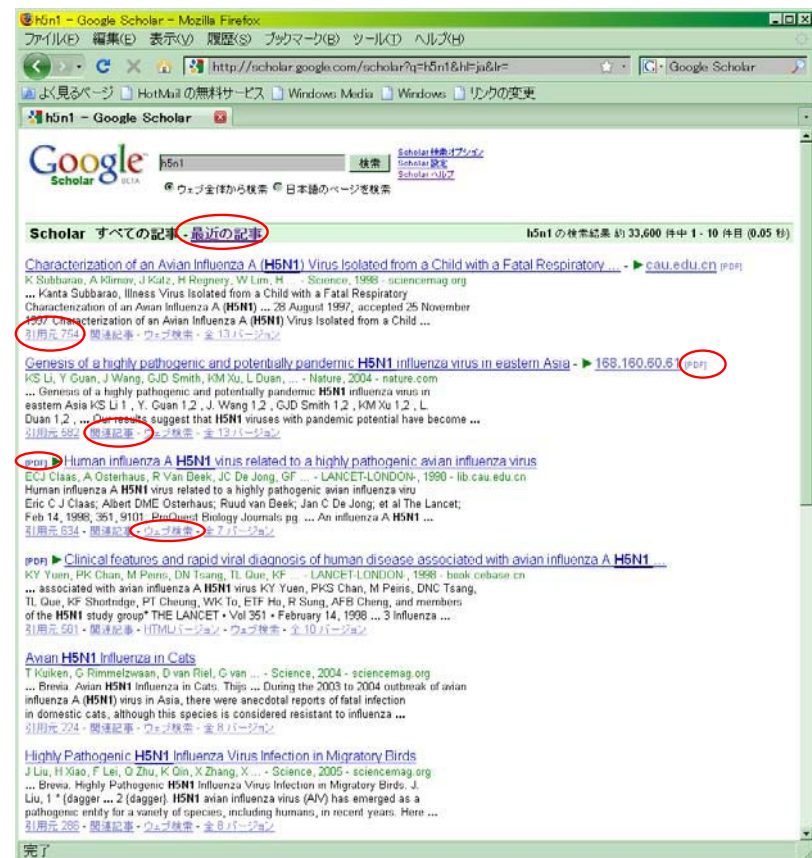 h5n1 - Google Scholar - Mozilla Firefox
ファイル(F) 編集(E) 表示(V) 履歴(S) ブックマーク(B) ツール(T) ヘルプ(H)
http://scholar.google.com/scholar?q=h5n1&hl=ja&lr= Google Scholar
よく見るページ HotMail の無料サービス Windows Media Windows リンクの変更
h5n1 - Google Scholar
Google Scholar BETA
h5n1 検索
Scholar 検索オプション
Scholar 設定
Scholar ヘルプ
ウェブ全体から検索 日本語のページを検索
Scholar すべての記事 - 最近の記事 h5n1 の検索結果 約 33,600 件中 1 - 10 件目 (0.05 秒)
Characterization of an Avian Influenza A (H5N1) Virus Isolated from a Child with a Fatal Respiratory ... - ► cau.edu.cn [PDF]
K Subbarao, A Klimov, J Katz, H Regnery, W Lim, H ... - Science, 1998 - sciencemag.org
... Kanta Subbarao, Illness Virus Isolated from a Child with a Fatal Respiratory
Characterization of an Avian Influenza A (H5N1) ... 28 August 1997, accepted 25 November
1997 Characterization of an Avian Influenza A (H5N1) Virus Isolated from a Child ...
引用元 754 - 関連記事 - ウェブ検索 - 全 13 バージョン
Genesis of a highly pathogenic and potentially pandemic H5N1 influenza virus in eastern Asia - ► 168.160.60.61 [PDF]
KS Li, Y Guan, J Wang, GJD Smith, KM Xu, L Duan, ... - Nature, 2004 - nature.com
... Genesis of a highly pathogenic and potentially pandemic H5N1 influenza virus in
eastern Asia KS Li 1 , Y. Guan 1,2 , J. Wang 1,2 , GJD Smith 1,2 , KM Xu 1,2 , L.
Duan 1,2 , ... Our results suggest that H5N1 viruses with pandemic potential have become ...
引用元 582 - 関連記事 - ウェブ検索 - 全 13 バージョン
[PDF] ► Human influenza A H5N1 virus related to a highly pathogenic avian influenza virus
ECJ Claas, A Osterhaus, R Van Beek, JC De Jong, GF ... - LANCET-LONDON-, 1998 - lib.cau.edu.cn
Human influenza A H5N1 virus related to a highly pathogenic avian influenza viru
Eric C J Claas; Albert DME Osterhaus; Ruud van Beek; Jan C De Jong; et al The Lancet;
Feb 14, 1998; 351, 9101; ProQuest Biology Journals pg. ... An influenza A H5N1 ...
引用元 634 - 関連記事 - ウェブ検索 - 全 7 バージョン
[PDF] ► Clinical features and rapid viral diagnosis of human disease associated with avian influenza A H5N1 ...
KY Yuen, PK Chan, M Peiris, DN Tsang, TL Que, KF ... - LANCET-LONDON-, 1998 - book.cebase.cn
... associated with avian influenza A H5N1 virus KY Yuen, PKS Chan, M Peiris, DNC Tsang,
TL Que, KF Shortridge, PT Cheung, WK To, ETF Ho, R Sung, AFB Cheng, and members
of the H5N1 study group* THE LANCET • Vol 351 • February 14, 1998 ... 3 Influenza ...
引用元 501 - 関連記事 - HTMLバージョン - ウェブ検索 - 全 10 バージョン
Avian H5N1 Influenza in Cats
T Kuiken, G Rimmelzwaan, D van Riel, G van ... - Science, 2004 - sciencemag.org
... Brevia. Avian H5N1 Influenza in Cats. Thijs ... During the 2003 to 2004 outbreak of avian
influenza A (H5N1) virus in Asia, there were anecdotal reports of fatal infection
in domestic cats, although this species is considered resistant to influenza ...
引用元 224 - 関連記事 - ウェブ検索 - 全 8 バージョン
Highly Pathogenic H5N1 Influenza Virus Infection in Migratory Birds
J Liu, H Xiao, F Lei, Q Zhu, K Qin, X Zhang, X ... - Science, 2005 - sciencemag.org
... Brevia. Highly Pathogenic H5N1 Influenza Virus Infection in Migratory Birds. J.
Liu, 1 * {dagger ... 2 {dagger}. H5N1 avian influenza virus (AIV) has emerged as a
pathogenic entity for a variety of species, including humans, in recent years. Here ...
引用元 286 - 関連記事 - ウェブ検索 - 全 8 バージョン
完了